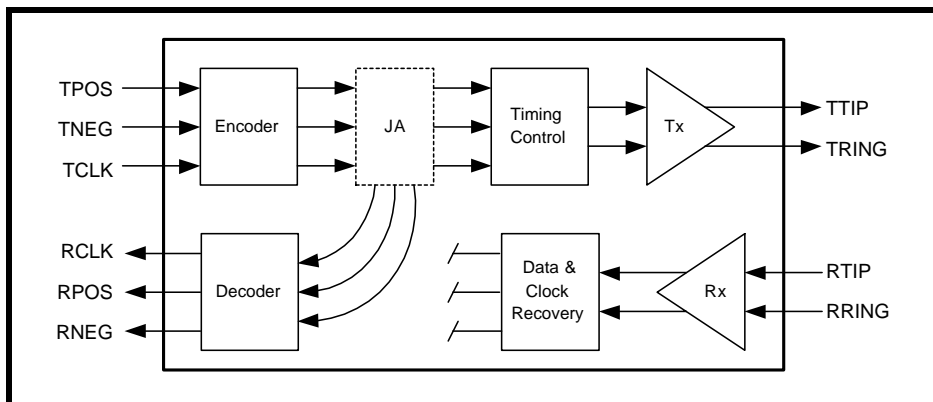 TPOS
TNEG
TCLK
Encoder
JA
Timing
Control
Tx
TTIP
TRING
RCLK
RPOS
RNEG
Decoder
Data &
Clock
Recovery
Rx
RTIP
RRING